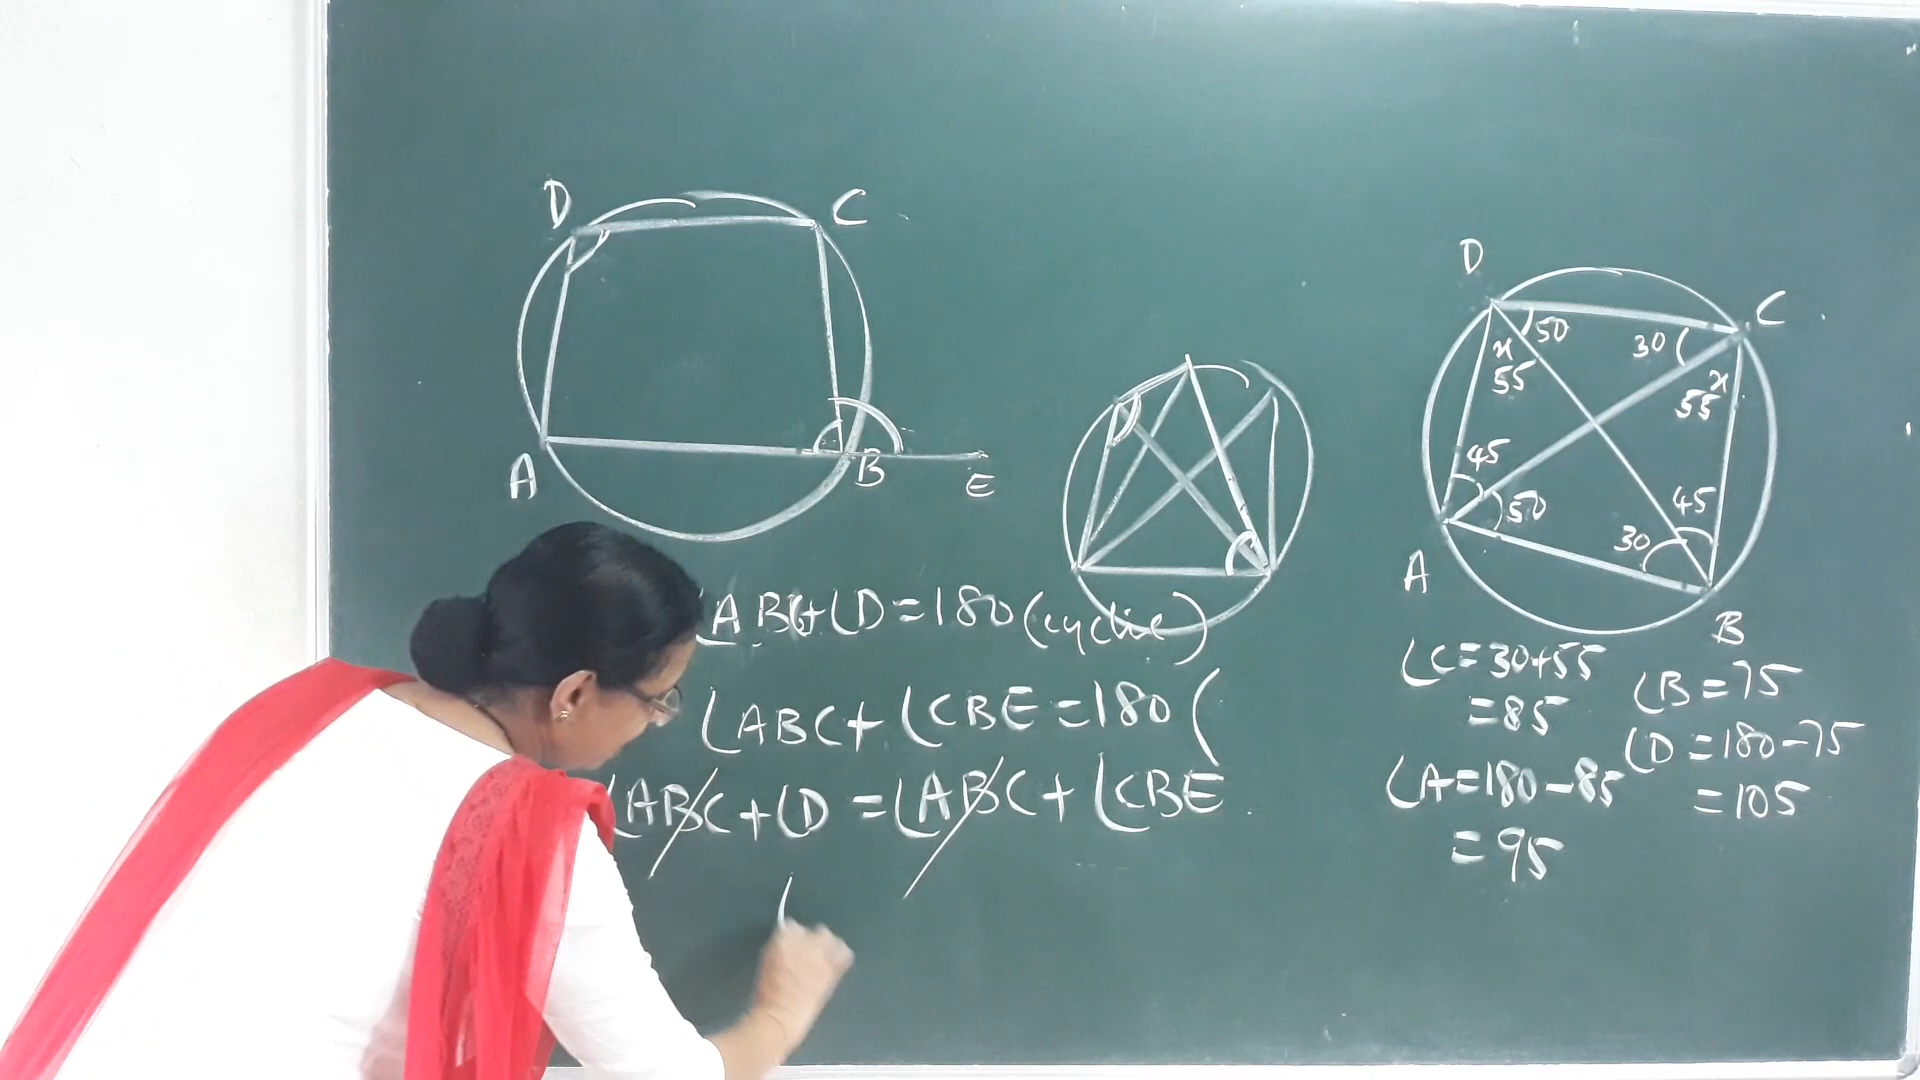 D C
A B E
∠ABC+∠D=180(cyclic)
∠ABC+∠CBE=180(
∠ABC+∠D=∠ABC+∠CBE
D C
50 30
x x
55 55
45 45
50 30
A B
∠C=30+55
=85
∠A=180-85
=95
∠B=75
∠D=180-75
=105